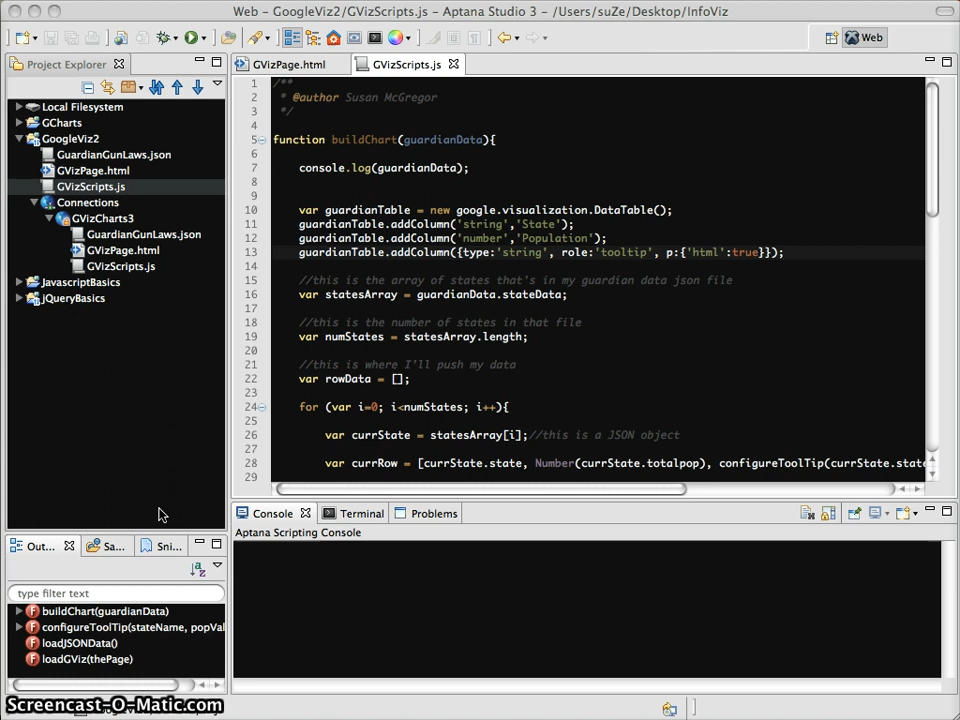 Web - GoogleViz2/GVizScripts.js - Aptana Studio 3 - /Users/suZe/Desktop/InfoViz
Web
Project Explorer
Local Filesystem
GCharts
GoogleViz2
GuardianGunLaws.json
GVizPage.html
GVizScripts.js
Connections
GVizCharts3
GuardianGunLaws.json
GVizPage.html
GVizScripts.js
JavascriptBasics
jQueryBasics
GVizPage.html
GVizScripts.js
1 /**
2 * @author Susan McGregor
3 */
4
5 function buildChart(guardianData){
6
7 console.log(guardianData);
8
9
10 var guardianTable = new google.visualization.DataTable();
11 guardianTable.addColumn('string','State');
12 guardianTable.addColumn('number','Population');
13 guardianTable.addColumn({type:'string', role:'tooltip', p:{'html':true}});
14
15 //this is the array of states that's in my guardian data json file
16 var statesArray = guardianData.stateData;
17
18 //this is the number of states in that file
19 var numStates = statesArray.length;
20
21 //this is where I'll push my data
22 var rowData = [];
23
24 for (var i=0; i<numStates; i++){
25
26 var currState = statesArray[i];//this is a JSON object
27
28 var currRow = [currState.state, Number(currState.totalpop), configureToolTip(currState.stat
29
Out...
Sa...
Sni...
type filter text
buildChart(guardianData)
configureToolTip(stateName, popVal
loadJSONData()
loadGViz(thePage)
Console
Terminal
Problems
Aptana Scripting Console
Screencast-O-Matic.com